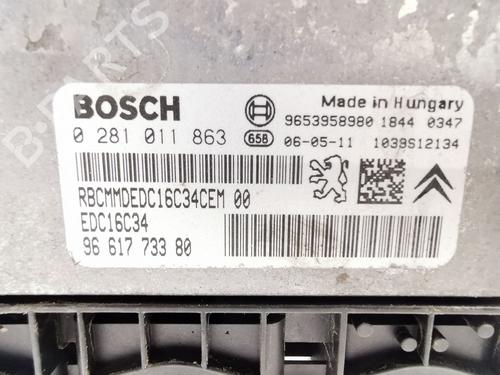 B PARTS
BOSCH
Made in Hungary
9653958980 1844 0347
0 281 011 863
658 06-05-11 1039S12134
RBCMMDEDC16C34CEM 00
EDC16C34
96 617 733 80